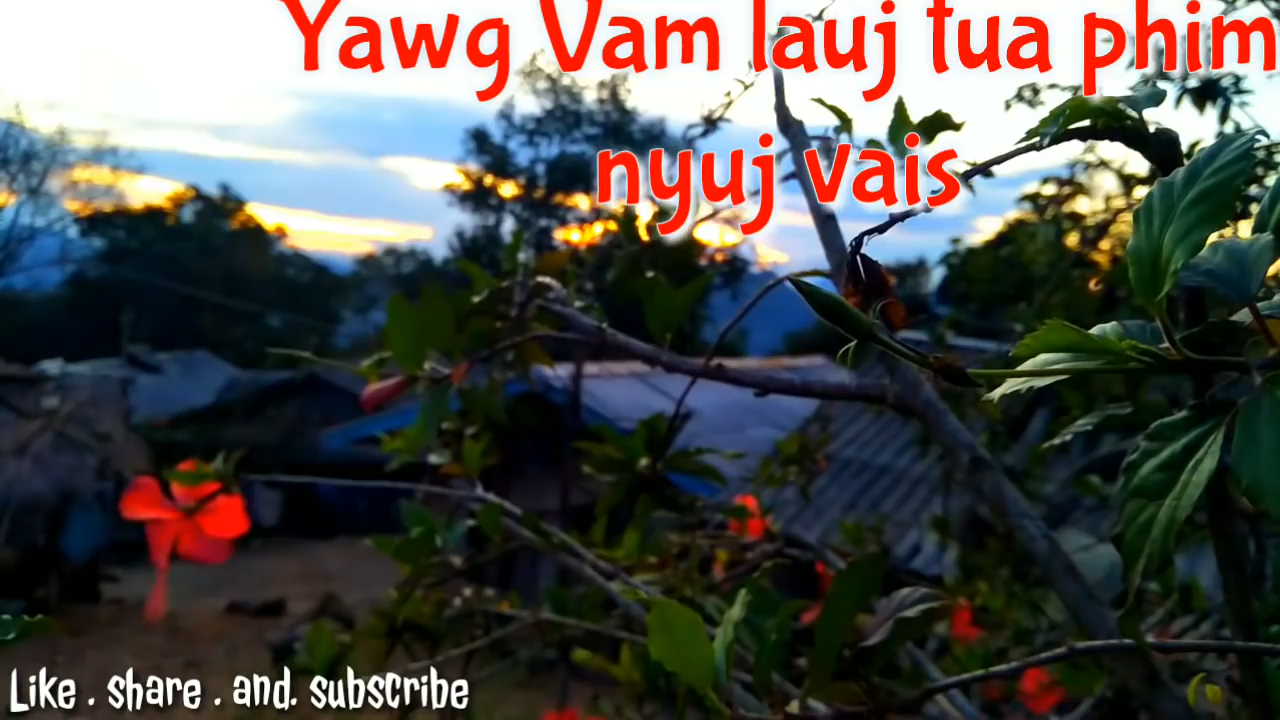 Yawg Vam lauj tua phim
nyuj vais
Like . share . and. subscribe